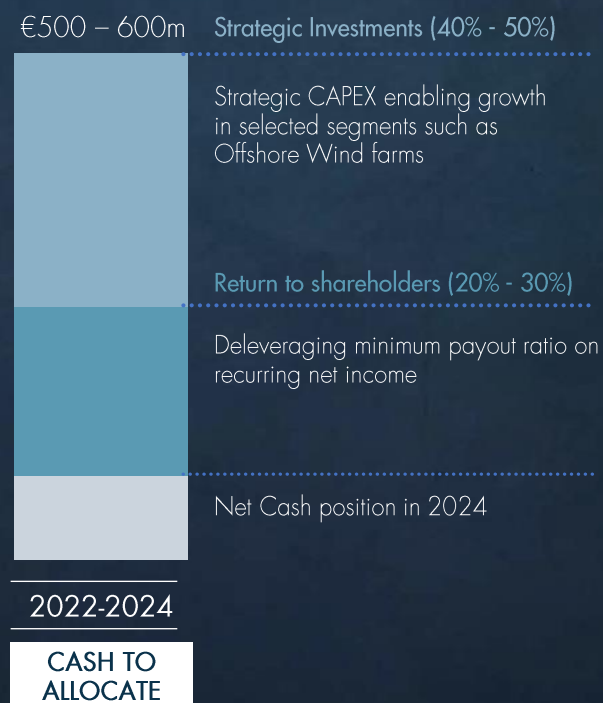 €500 – 600m
Strategic Investments (40% - 50%)
Strategic CAPEX enabling growth
in selected segments such as
Offshore Wind farms
Return to shareholders (20% - 30%)
Deleveraging minimum payout ratio on
recurring net income
Net Cash position in 2024
2022-2024
CASH TO
ALLOCATE